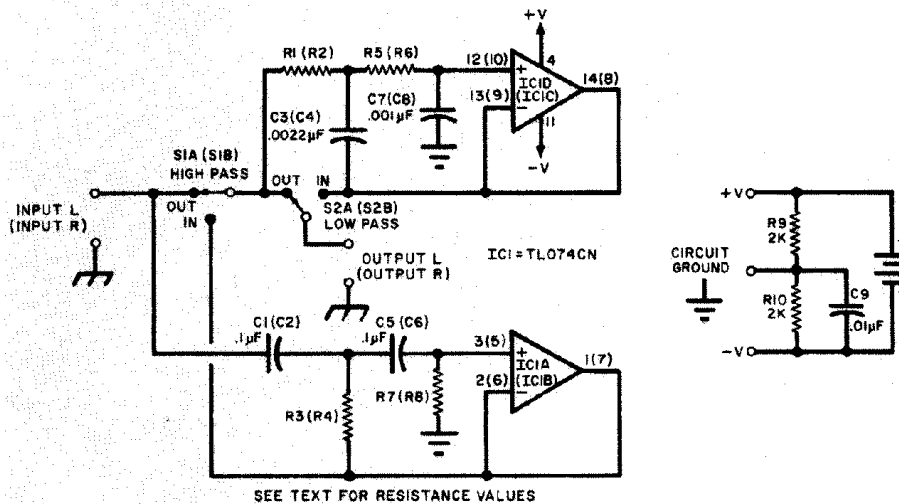 +V
R1 (R2)
R5 (R6)
12 (10)
4
+
14(8)
IC1D
(IC1C)
13(9)
−
11
C7(C8)
.001µF
C3(C4)
.0022µF
−V
S1A (S1B)
HIGH PASS
OUT
IN
S2A (S2B)
LOW PASS
INPUT L
(INPUT R)
OUT
IN
OUTPUT L
(OUTPUT R)
IC1 = TL074CN
+V
R9
2K
CIRCUIT
GROUND
R10
2K
C9
.01µF
−V
C1(C2)
.1µF
C5(C6)
.1µF
3(5)
+
1(7)
IC1A
(IC1B)
2(6)
−
R3(R4)
R7(R8)
SEE TEXT FOR RESISTANCE VALUES